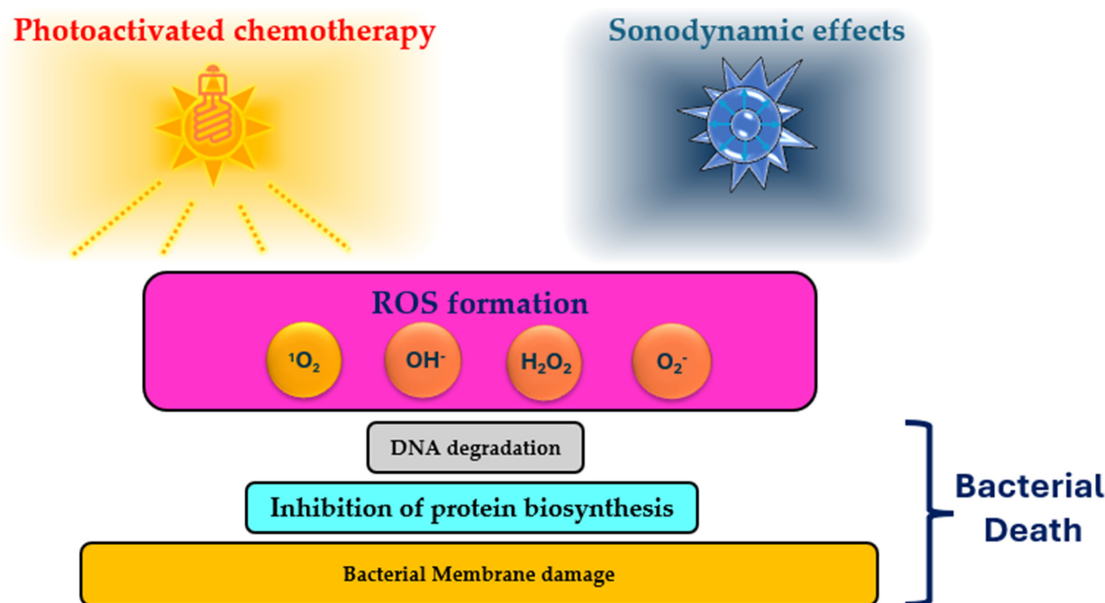 Photoactivated chemotherapy
Sonodynamic effects
ROS formation
¹O₂
OH⁻
H₂O₂
O₂⁻
DNA degradation
Inhibition of protein biosynthesis
Bacterial Membrane damage
Bacterial
Death